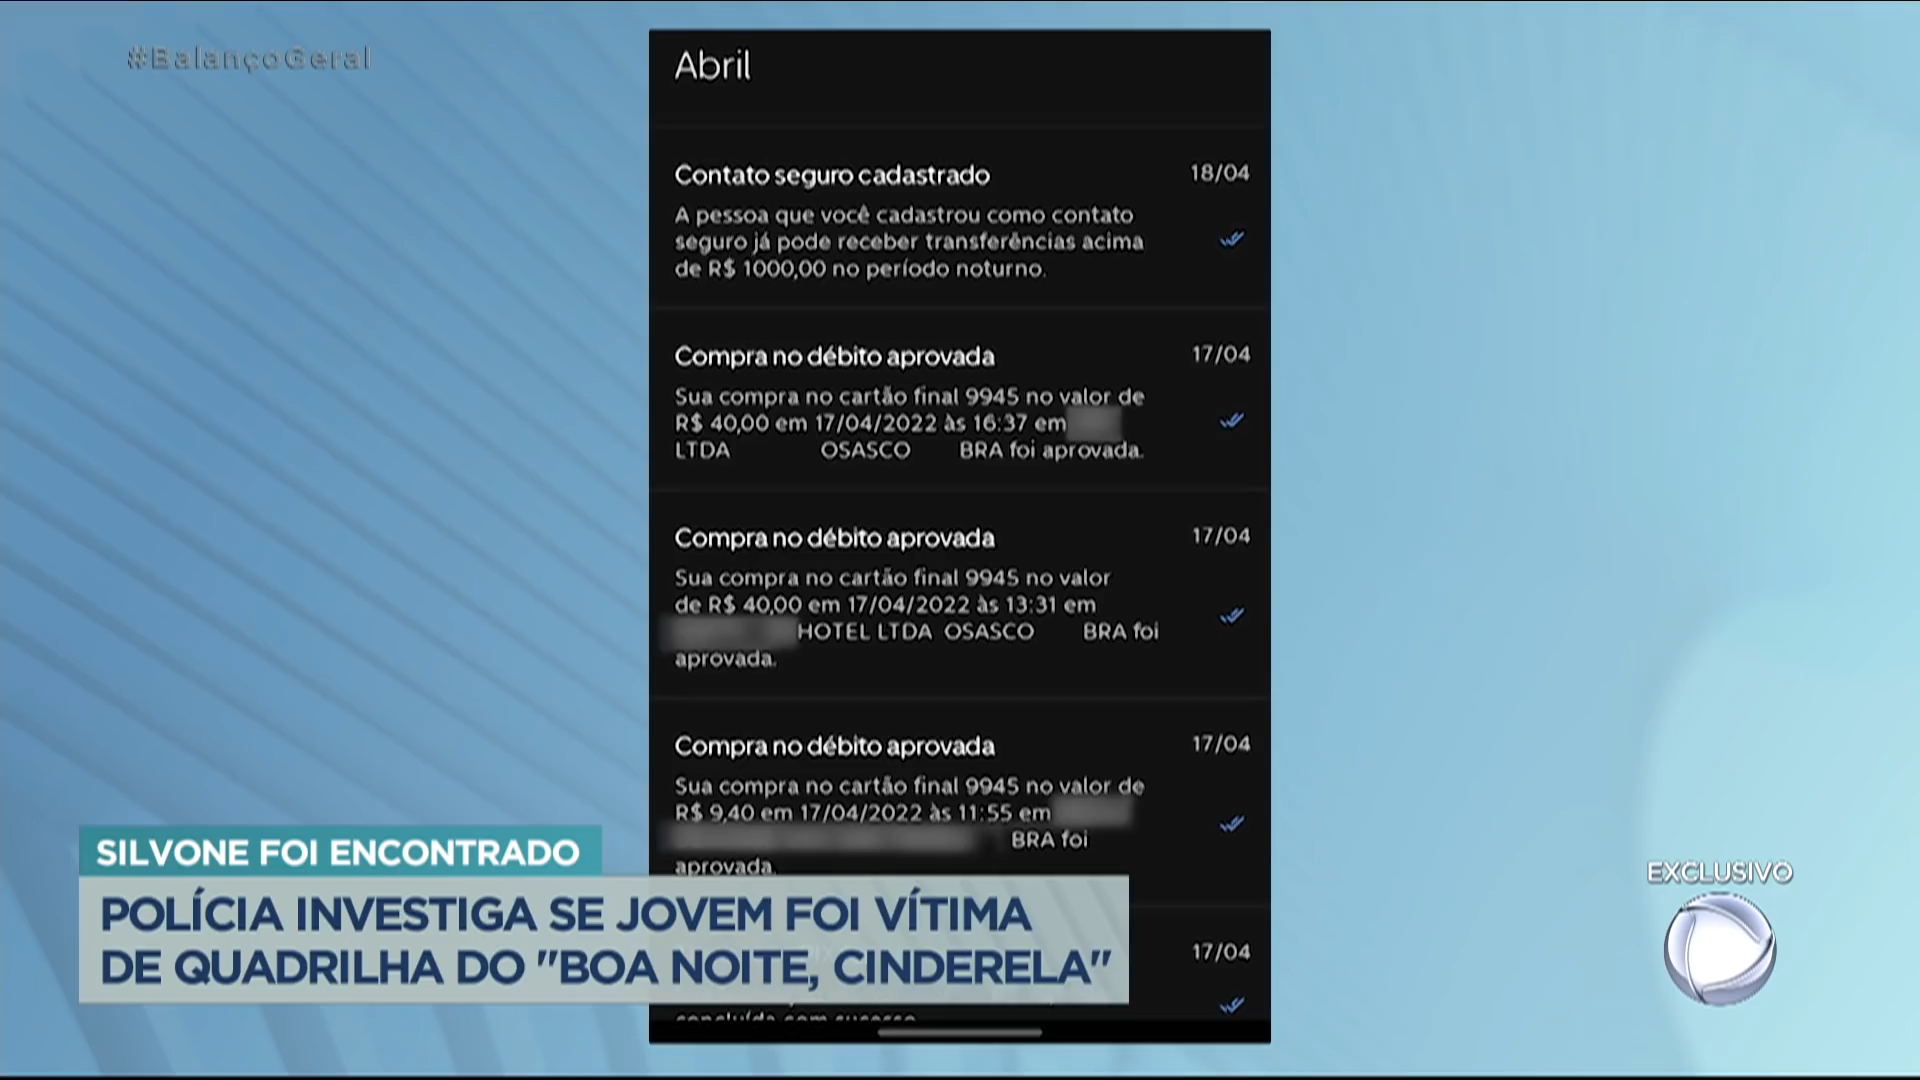 #BalançoGeral
Abril
Contato seguro cadastrado
18/04
A pessoa que você cadastrou como contato
seguro já pode receber transferências acima
de R$ 1000,00 no período noturno.
Compra no débito aprovada
17/04
Sua compra no cartão final 9945 no valor de
R$ 40,00 em 17/04/2022 às 16:37 em
LTDA OSASCO BRA foi aprovada.
Compra no débito aprovada
17/04
Sua compra no cartão final 9945 no valor
de R$ 40,00 em 17/04/2022 às 13:31 em
HOTEL LTDA OSASCO BRA foi
aprovada.
Compra no débito aprovada
17/04
Sua compra no cartão final 9945 no valor de
R$ 9,40 em 17/04/2022 às 11:55 em
BRA foi
aprovada.
17/04
concluída com sucesso
SILVONE FOI ENCONTRADO
POLÍCIA INVESTIGA SE JOVEM FOI VÍTIMA
DE QUADRILHA DO "BOA NOITE, CINDERELA"
EXCLUSIVO